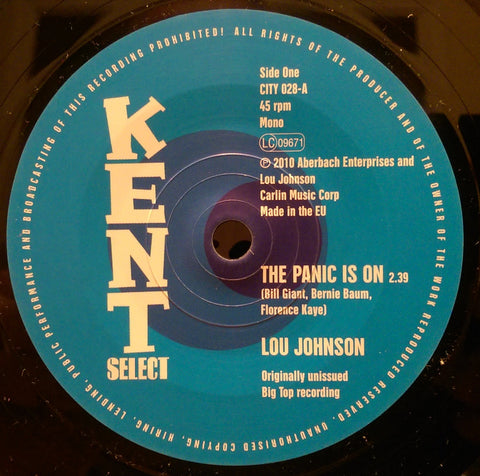 UNAUTHORISED COPYING, HIRING, LENDING, PUBLIC PERFORMANCE AND BROADCASTING OF THIS RECORDING PROHIBITED! ALL RIGHTS OF THE PRODUCER AND OF THE OWNER OF THE WORK REPRODUCED RESERVED.
KENT
SELECT
Side One
CITY 028-A
45 rpm
Mono
LC 09671
℗ 2010 Aberbach Enterprises and
Lou Johnson
Carlin Music Corp
Made in the EU
THE PANIC IS ON 2.39
(Bill Giant, Bernie Baum,
Florence Kaye)
LOU JOHNSON
Originally unissued
Big Top recording